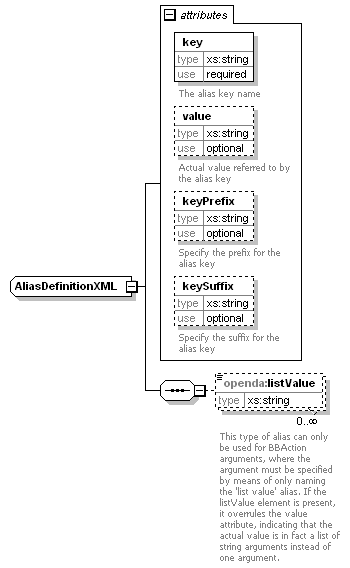 attributes
key
type xs:string
use required
The alias key name
value
type xs:string
use optional
Actual value referred to by
the alias key
keyPrefix
type xs:string
use optional
Specify the prefix for the
alias key
AliasDefinitionXML
keySuffix
type xs:string
use optional
Specify the suffix for the
alias key
openda:listValue
type xs:string
0..∞
This type of alias can only
be used for BBAction
arguments, where the
argument must be specified
by means of only naming
the 'list value' alias. If the
listValue element is present,
it overrules the value
attribute, indicating that the
actual value is in fact a list of
string arguments instead of
one argument.